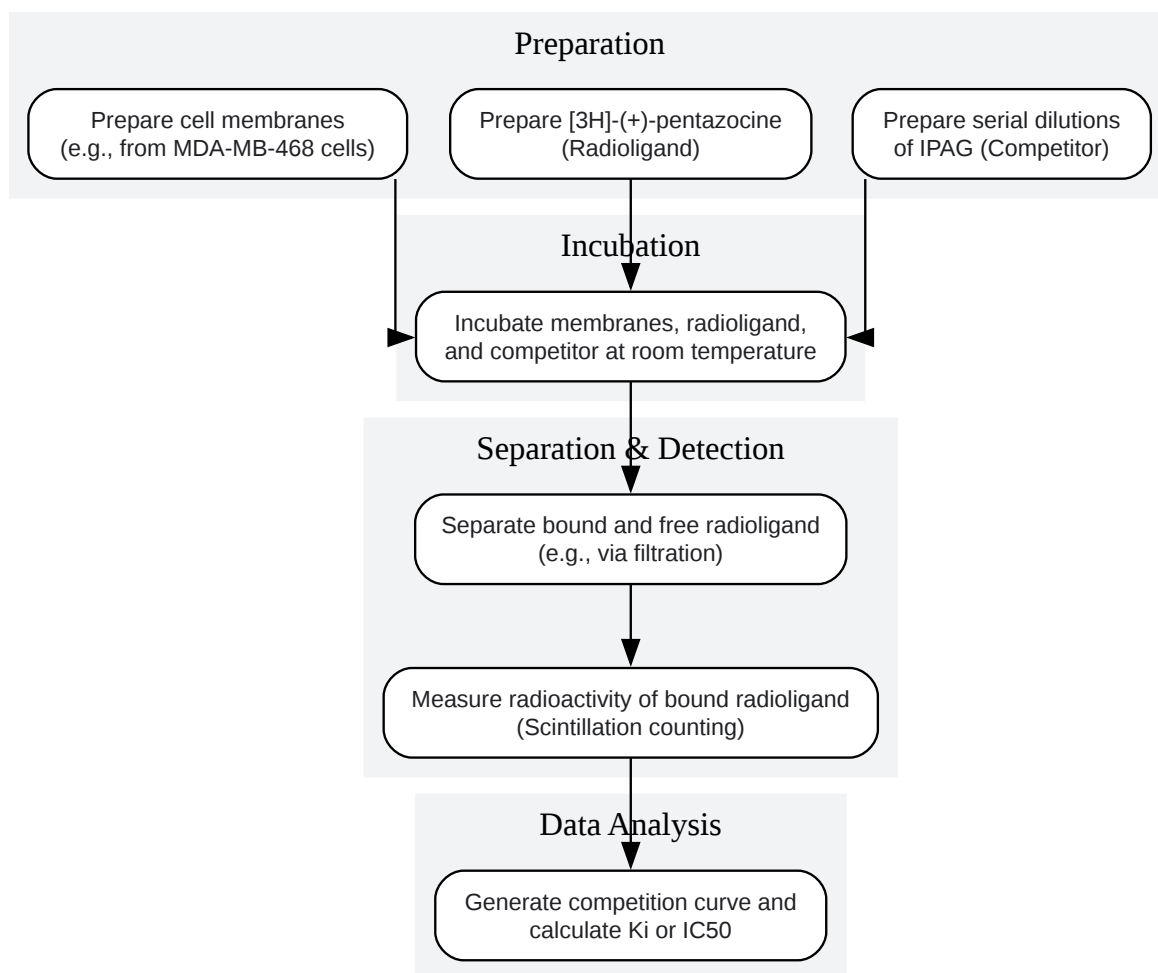 Preparation
Prepare cell membranes
(e.g., from MDA-MB-468 cells)
Prepare [3H]-(+)-pentazocine
(Radioligand)
Prepare serial dilutions
of IPAG (Competitor)
Incubation
Incubate membranes, radioligand,
and competitor at room temperature
Separation & Detection
Separate bound and free radioligand
(e.g., via filtration)
Measure radioactivity of bound radioligand
(Scintillation counting)
Data Analysis
Generate competition curve and
calculate Ki or IC50